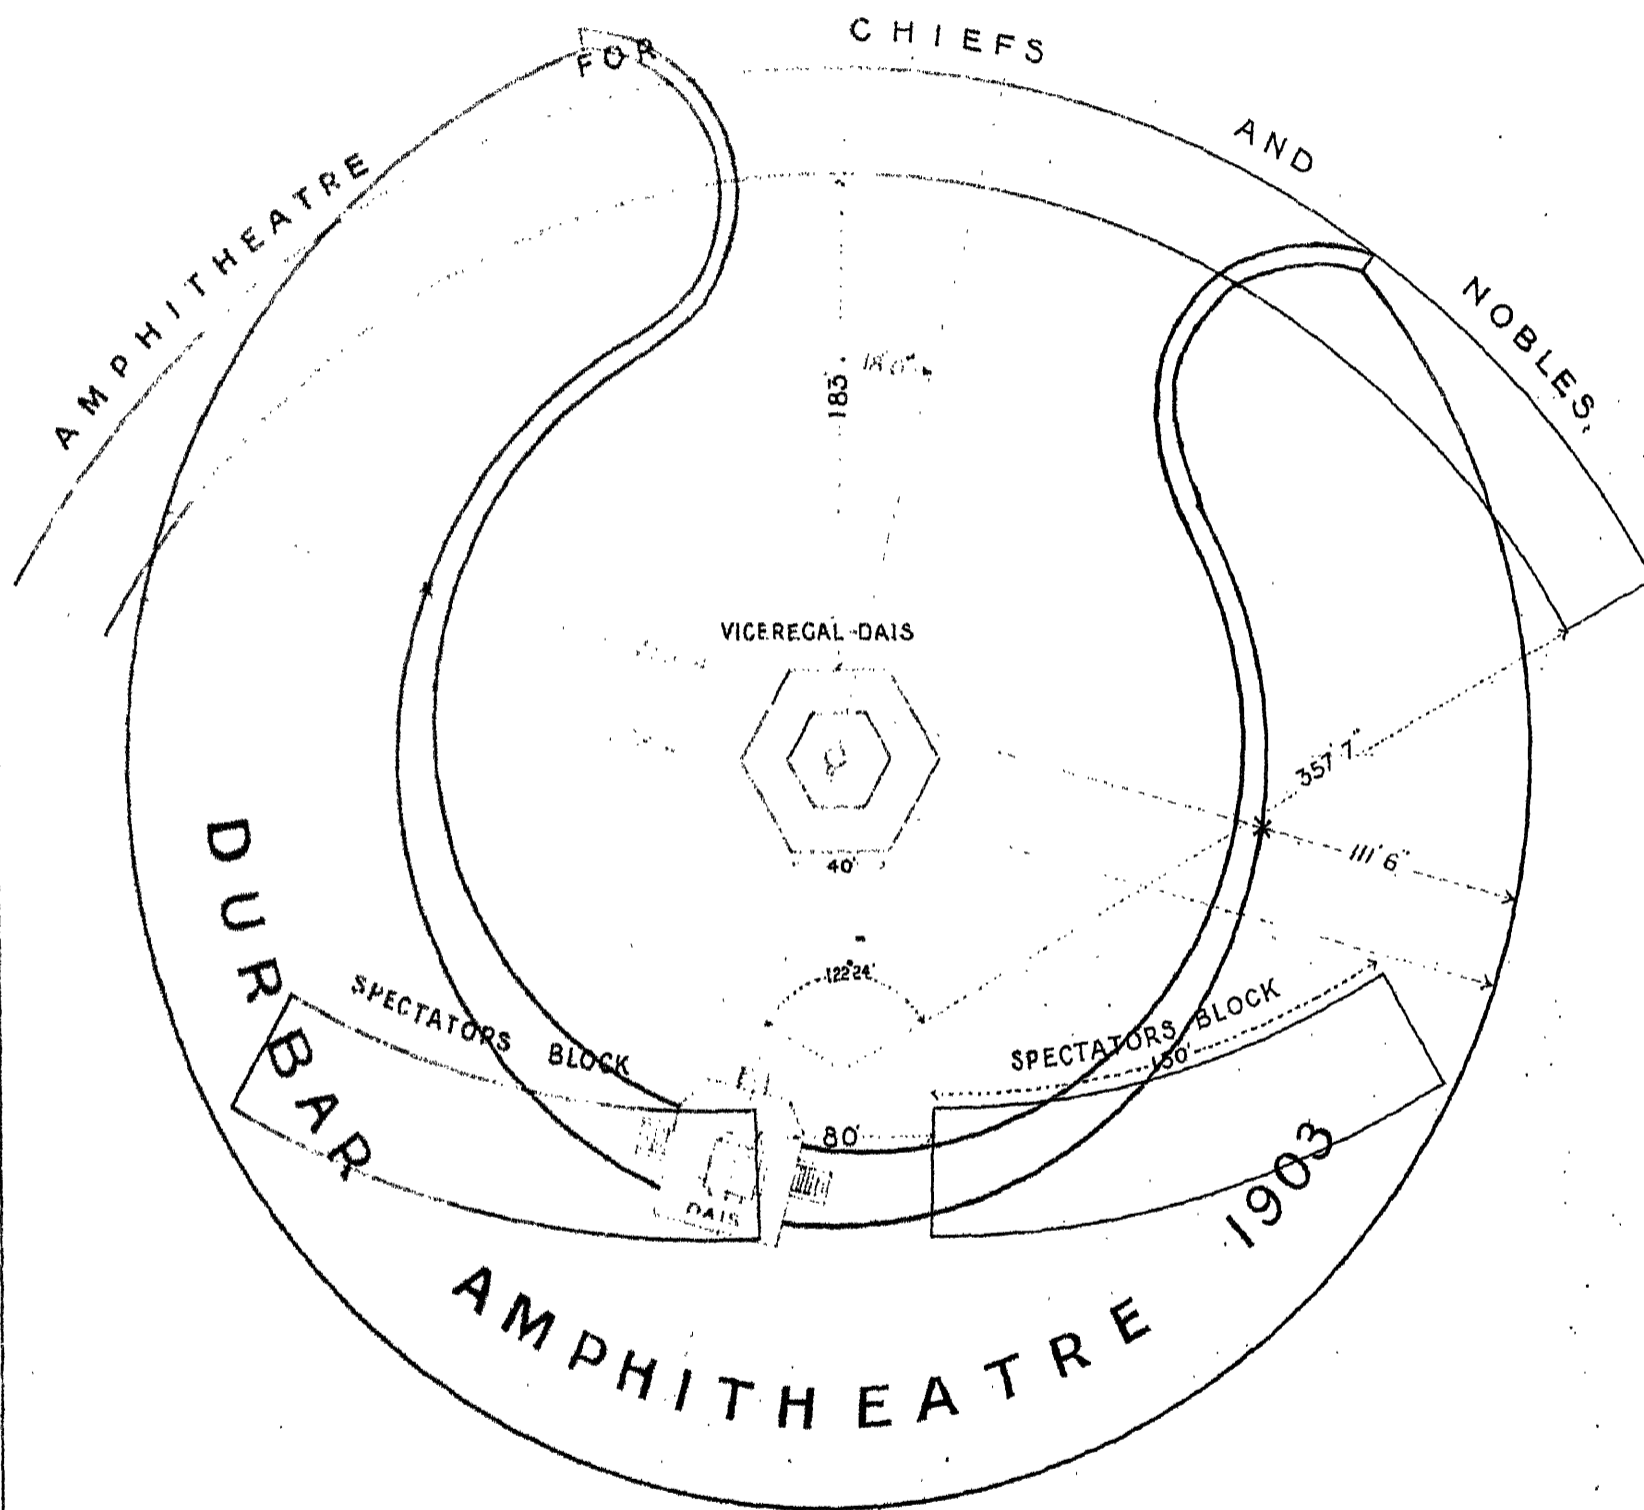 AMPHITHEATRE FOR CHIEFS AND NOBLES,
183'
VICEREGAL DAIS
357' 7"
111' 6"
40'
122°24'
SPECTATORS BLOCK
SPECTATORS BLOCK
150'
80'
DAIS
DURBAR AMPHITHEATRE 1903